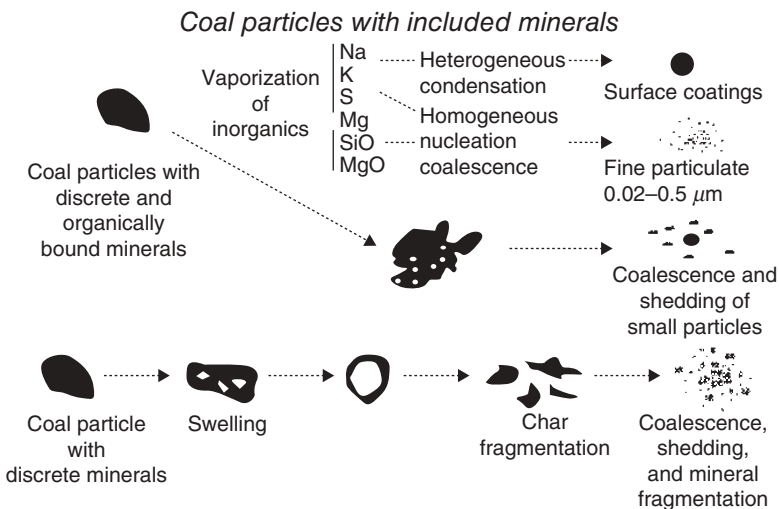 Coal particles with included minerals
Vaporization
of
inorganics
Na
K
S
Mg
SiO
MgO
Heterogeneous
condensation
Homogeneous
nucleation
coalescence
Surface coatings
Fine particulate
0.02–0.5 μm
Coal particles with
discrete and
organically
bound minerals
Coalescence and
shedding of
small particles
Coal particle
with
discrete minerals
Swelling
Char
fragmentation
Coalescence,
shedding,
and mineral
fragmentation